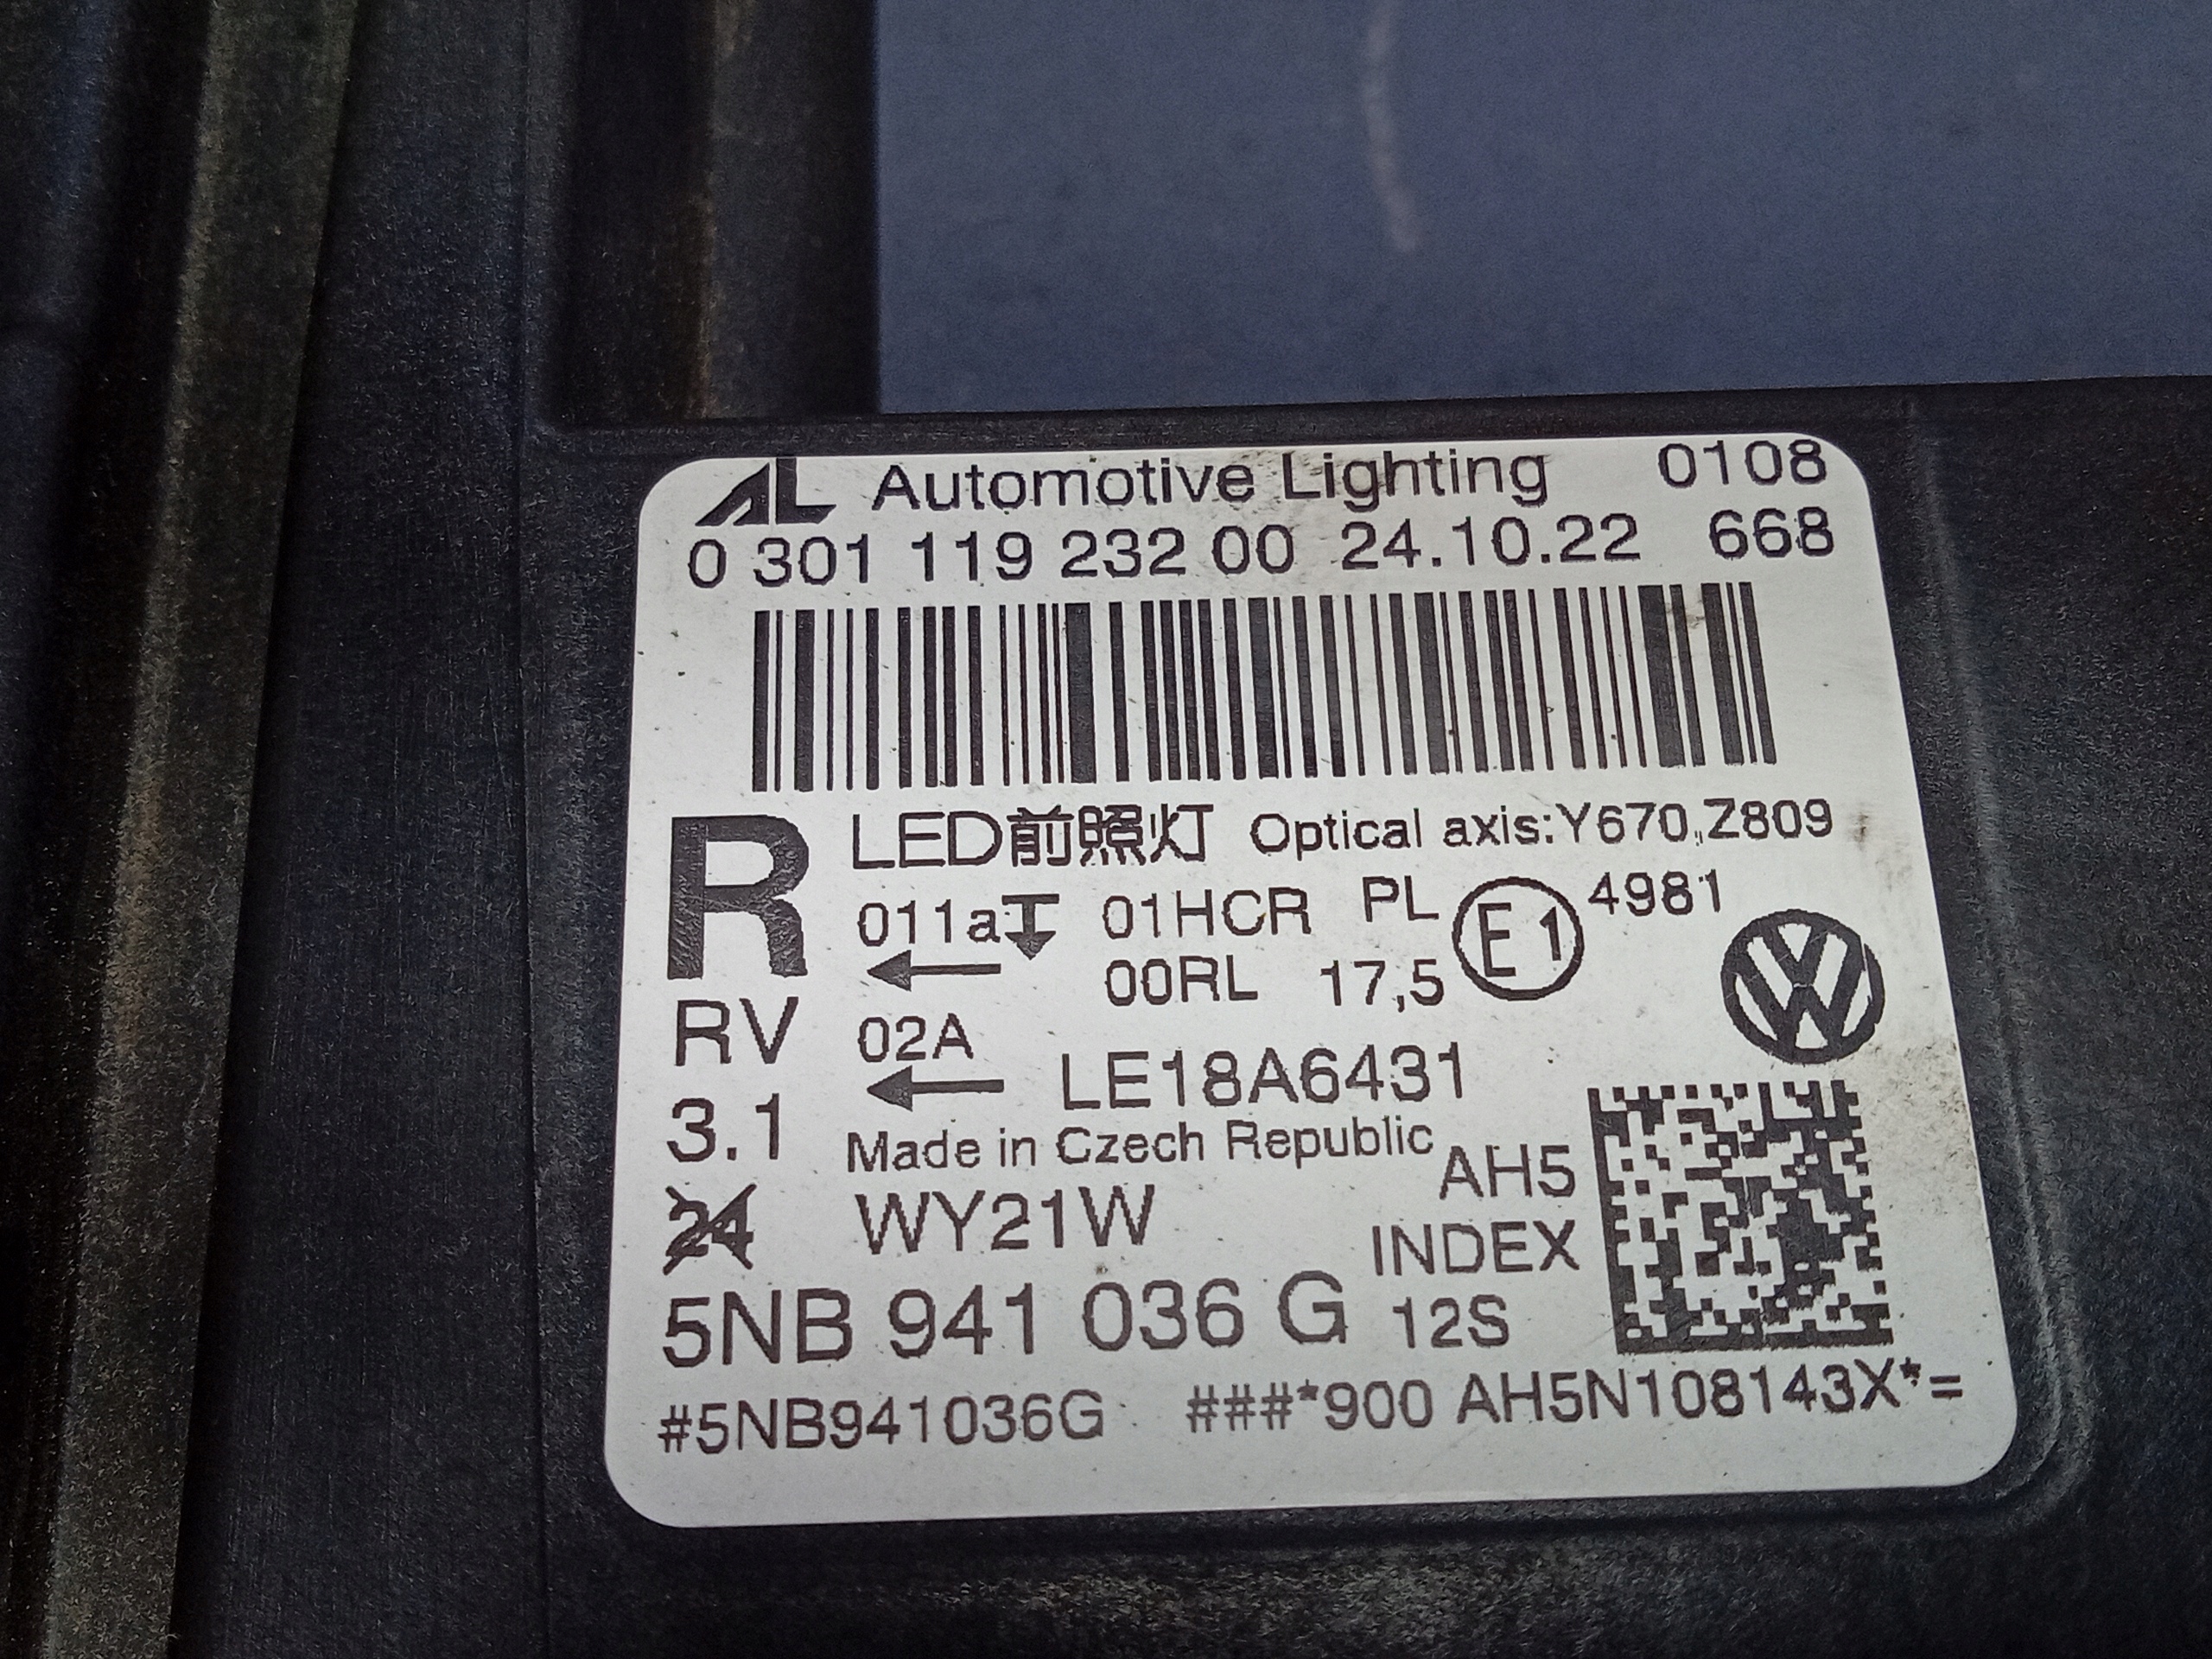 AL Automotive Lighting 0108
0 301 119 232 00 24.10.22 668
R LED前照灯 Optical axis:Y670,Z809
011a 01HCR PL E1 4981
← 00RL 17,5
RV 02A
← LE18A6431
3.1 Made in Czech Republic
24 WY21W AH5
INDEX
5NB 941 036 G 12S
#5NB941036G ###*900 AH5N108143X*=